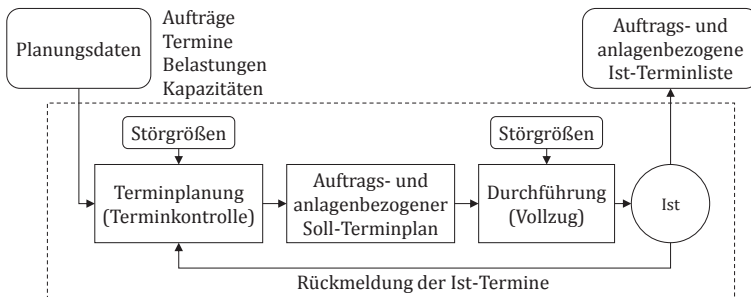 Planungsdaten
Aufträge
Termine
Belastungen
Kapazitäten
Auftrags- und
anlagenbezogene
Ist-Terminliste
Störgrößen
Störgrößen
Terminplanung
(Terminkontrolle)
Auftrags- und
anlagenbezogener
Soll-Terminplan
Durchführung
(Vollzug)
Ist
Rückmeldung der Ist-Termine